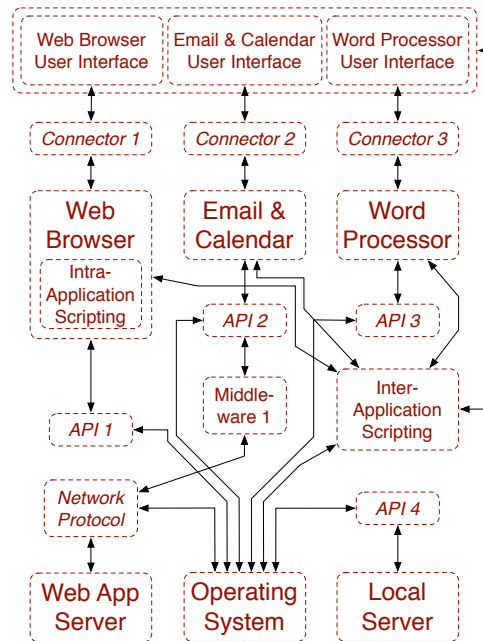 Web Browser
User Interface
Email & Calendar
User Interface
Word Processor
User Interface
Connector 1
Connector 2
Connector 3
Web
Browser
Intra-
Application
Scripting
Email &
Calendar
Word
Processor
API 2
API 3
Middle-
ware 1
Inter-
Application
Scripting
API 1
Network
Protocol
API 4
Web App
Server
Operating
System
Local
Server